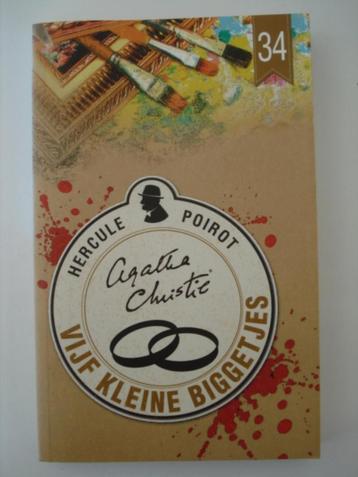 34
HERCULE POIROT
Agatha Christie
VIJF KLEINE BIGGETJES